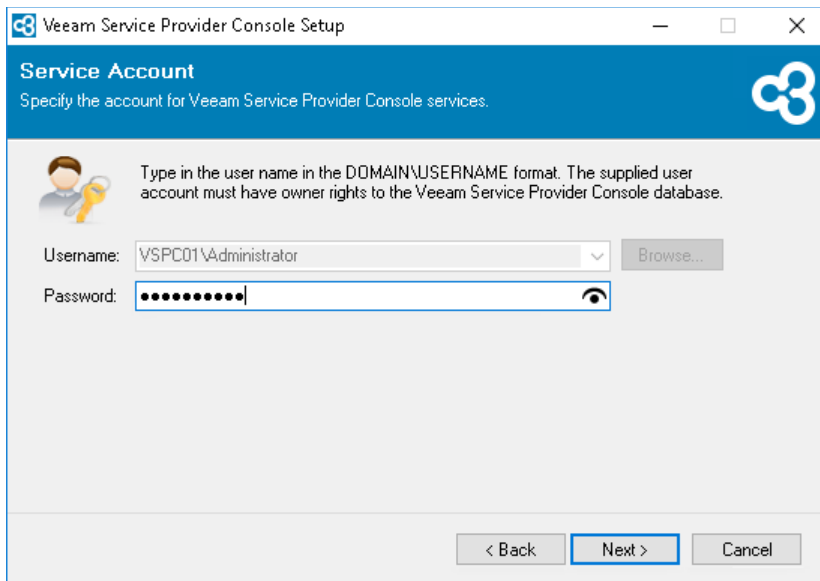 Veeam Service Provider Console Setup
Service Account
Specify the account for Veeam Service Provider Console services.
Type in the user name in the DOMAIN\USERNAME format. The supplied user
account must have owner rights to the Veeam Service Provider Console database.
Username: VSPC01\Administrator Browse...
Password: ●●●●●●●●●●
< Back Next > Cancel